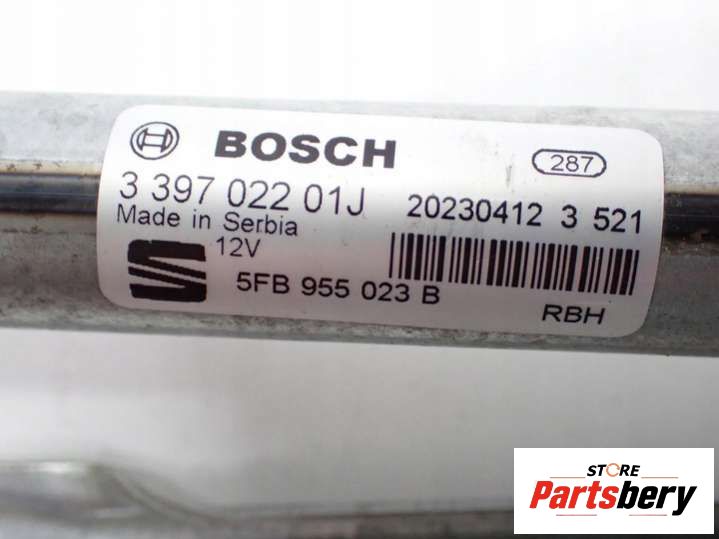 BOSCH
287
3 397 022 01J 20230412 3 521
Made in Serbia
12V
5FB 955 023 B
RBH
STORE
Partsbery